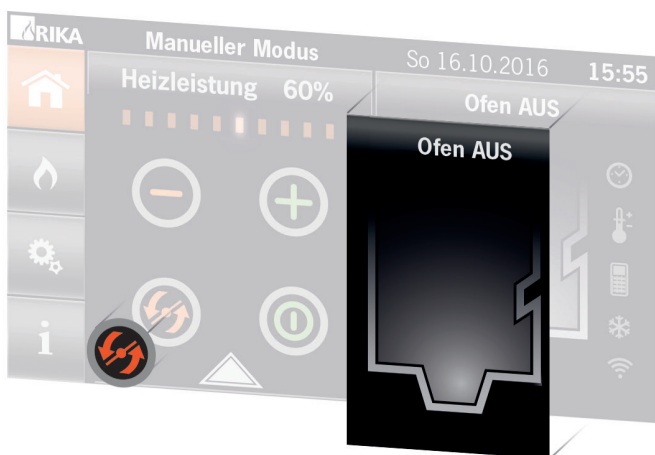 RIKA
Manueller Modus
So 16.10.2016
15:55
Heizleistung 60%
Ofen AUS
Ofen AUS
i